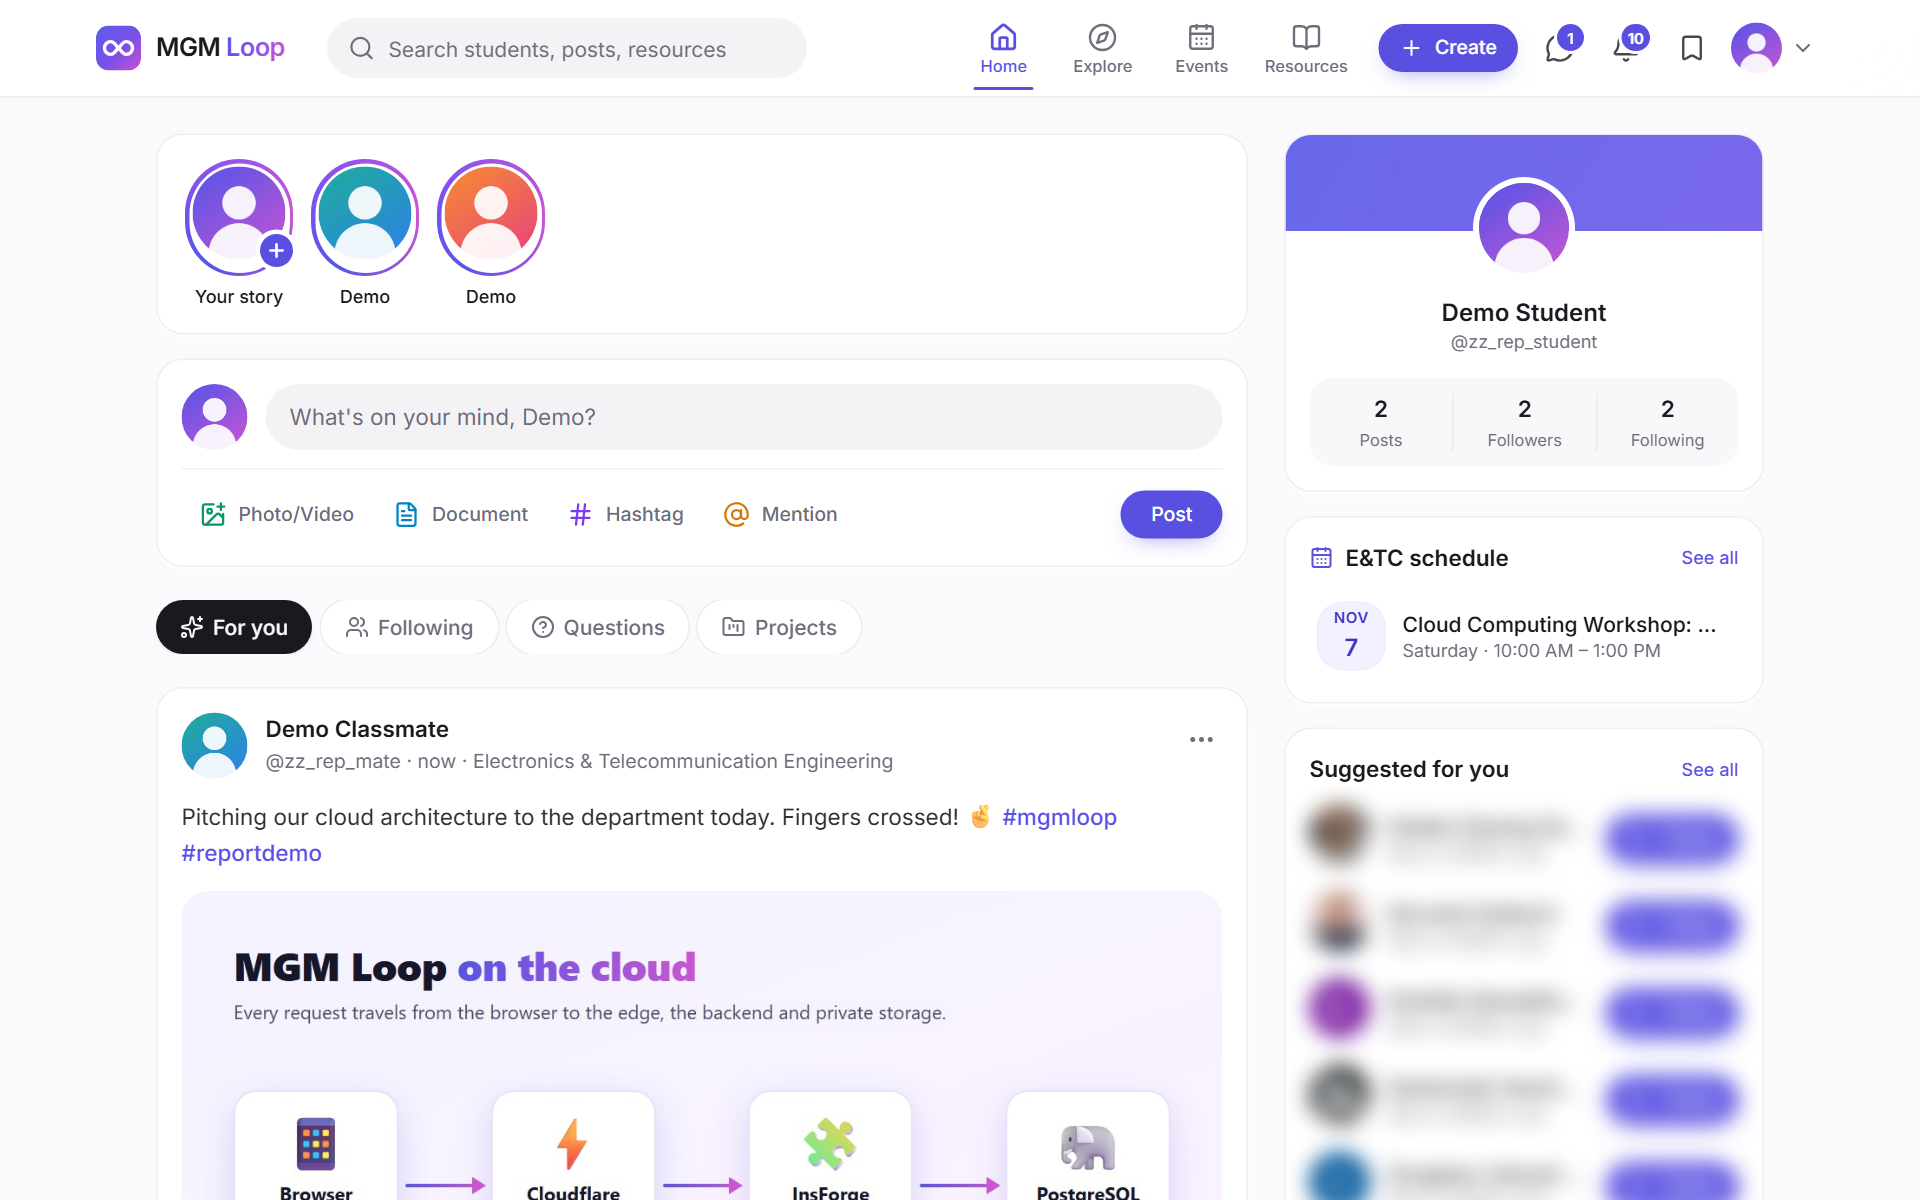 MGM Loop
Search students, posts, resources
Home
Explore
Events
Resources
Create
1
10
Your story
Demo
Demo
What's on your mind, Demo?
Photo/Video
Document
Hashtag
Mention
Post
For you
Following
Questions
Projects
Demo Classmate
@zz_rep_mate · now · Electronics & Telecommunication Engineering
Pitching our cloud architecture to the department today. Fingers crossed! 🤞 #mgmloop
#reportdemo
MGM Loop on the cloud
Every request travels from the browser to the edge, the backend and private storage.
Browser
Cloudflare
InsForge
PostgreSQL
Demo Student
@zz_rep_student
2
Posts
2
Followers
2
Following
E&TC schedule
See all
NOV
7
Cloud Computing Workshop: ...
Saturday · 10:00 AM – 1:00 PM
Suggested for you
See all